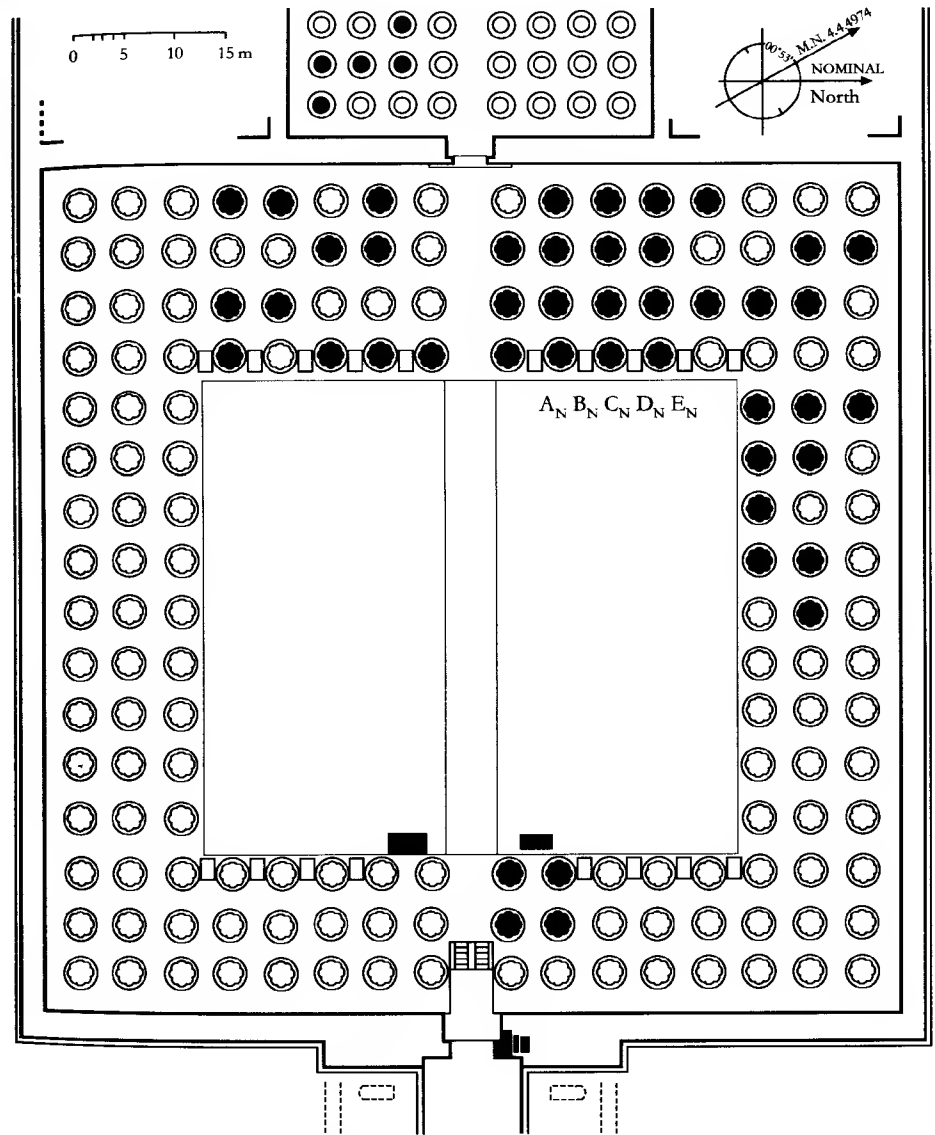 0 5 10 15 m
00°53' M.N. 4.4.4974
NOMINAL
North
A_N B_N C_N D_N E_N